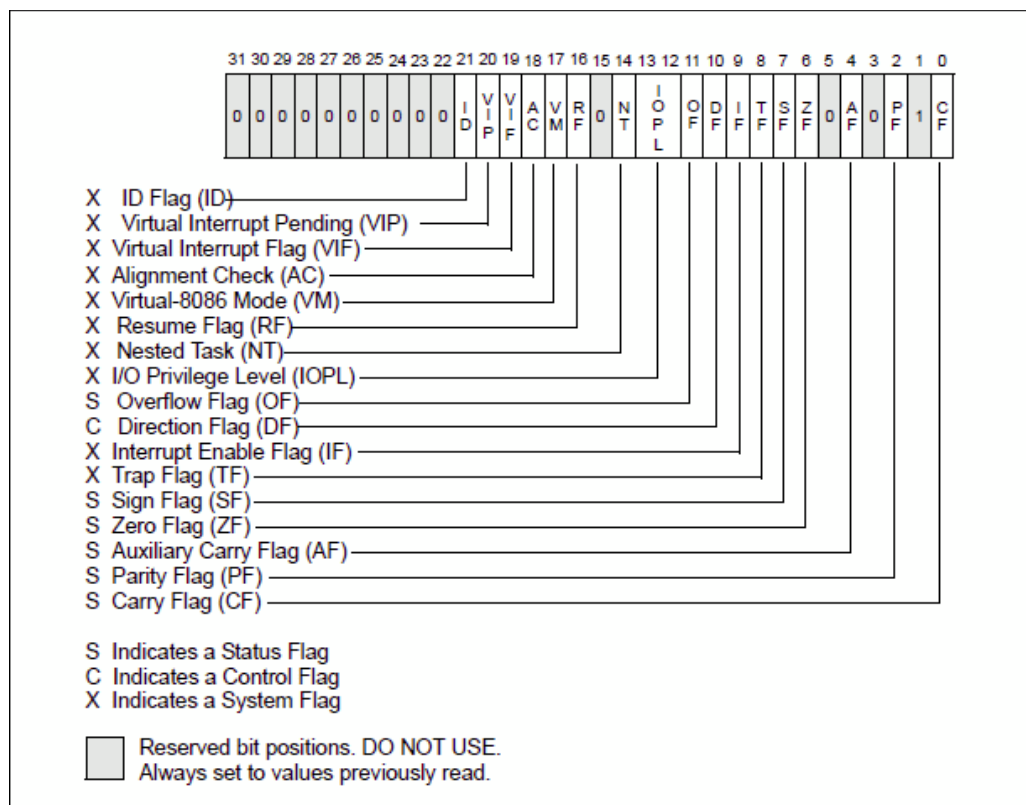 31 30 29 28 27 26 25 24 23 22 21 20 19 18 17 16 15 14 13 12 11 10 9 8 7 6 5 4 3 2 1 0
0 0 0 0 0 0 0 0 0 0 ID VIP VIF AC VM RF 0 NT IOPL OF DF IF TF SF ZF 0 AF 0 PF 1 CF
X ID Flag (ID)
X Virtual Interrupt Pending (VIP)
X Virtual Interrupt Flag (VIF)
X Alignment Check (AC)
X Virtual-8086 Mode (VM)
X Resume Flag (RF)
X Nested Task (NT)
X I/O Privilege Level (IOPL)
S Overflow Flag (OF)
C Direction Flag (DF)
X Interrupt Enable Flag (IF)
X Trap Flag (TF)
S Sign Flag (SF)
S Zero Flag (ZF)
S Auxiliary Carry Flag (AF)
S Parity Flag (PF)
S Carry Flag (CF)
S Indicates a Status Flag
C Indicates a Control Flag
X Indicates a System Flag
Reserved bit positions. DO NOT USE.
Always set to values previously read.